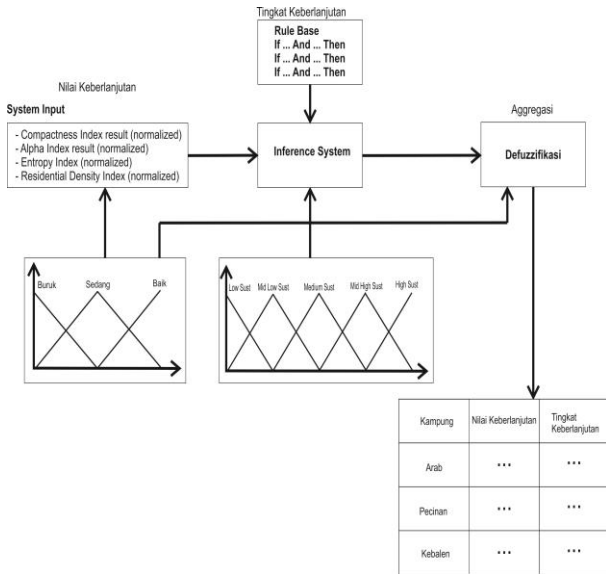 Tingkat Keberlanjutan
Rule Base
If ... And ... Then
If ... And ... Then
If ... And ... Then
Nilai Keberlanjutan
System Input
- Compactness Index result (normalized)
- Alpha Index result (normalized)
- Entropy Index (normalized)
- Residential Density Index (normalized)
Inference System
Aggregasi
Defuzzifikasi
Buruk
Sedang
Baik
Low Sust
Mid Low Sust
Medium Sust
Mid High Sust
High Sust
Kampung
Nilai Keberlanjutan
Tingkat
Keberlanjutan
Arab
...
...
Pecinan
...
...
Kebalen
...
...